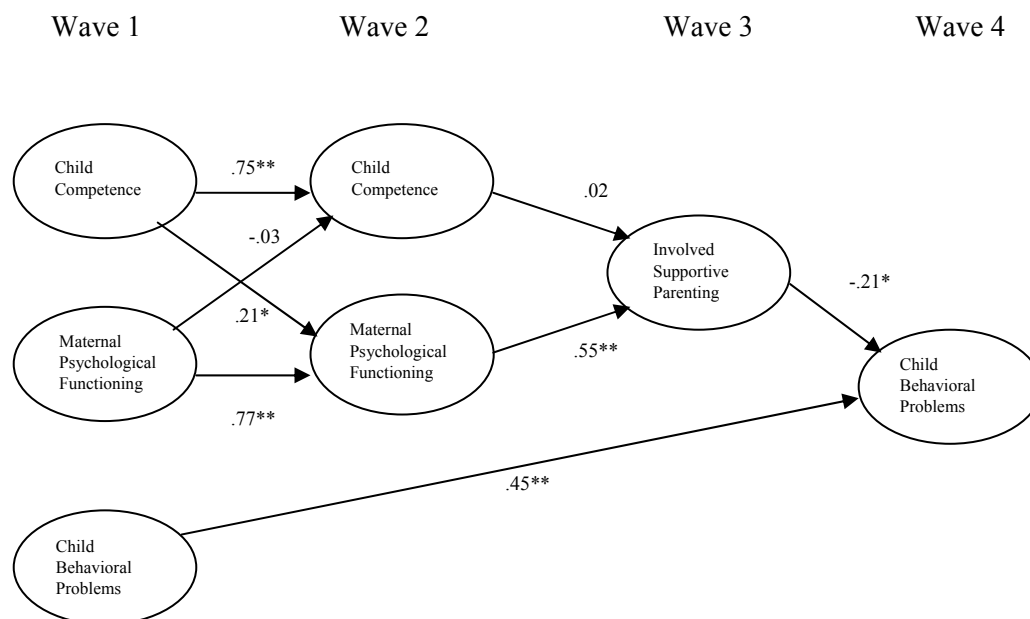 Wave 1
Wave 2
Wave 3
Wave 4
Child
Competence
.75**
Child
Competence
.02
-.03
Involved
Supportive
Parenting
-.21*
.21*
Maternal
Psychological
Functioning
Maternal
Psychological
Functioning
.55**
.77**
Child
Behavioral
Problems
.45**
Child
Behavioral
Problems